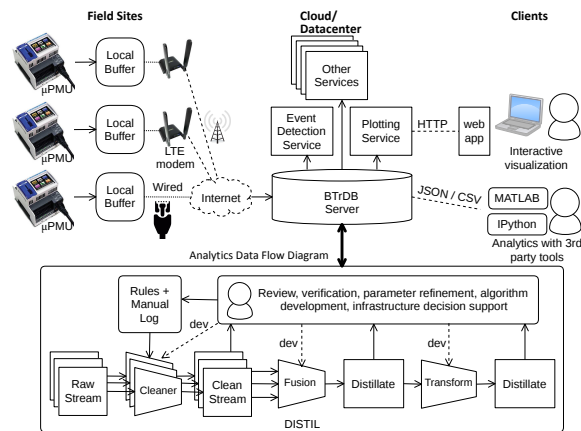 Field Sites
Cloud/
Datacenter
Clients
Local
Buffer
μPMU
Local
Buffer
μPMU
LTE
modem
Local
Buffer
μPMU
Wired
Internet
Other
Services
Event
Detection
Service
Plotting
Service
HTTP
web
app
Interactive
visualization
BTrDB
Server
JSON / CSV
MATLAB
IPython
Analytics with 3rd
party tools
Analytics Data Flow Diagram
Rules +
Manual
Log
Review, verification, parameter refinement, algorithm
development, infrastructure decision support
dev
dev
dev
Raw
Stream
Cleaner
Clean
Stream
Fusion
Distillate
Transform
Distillate
DISTIL